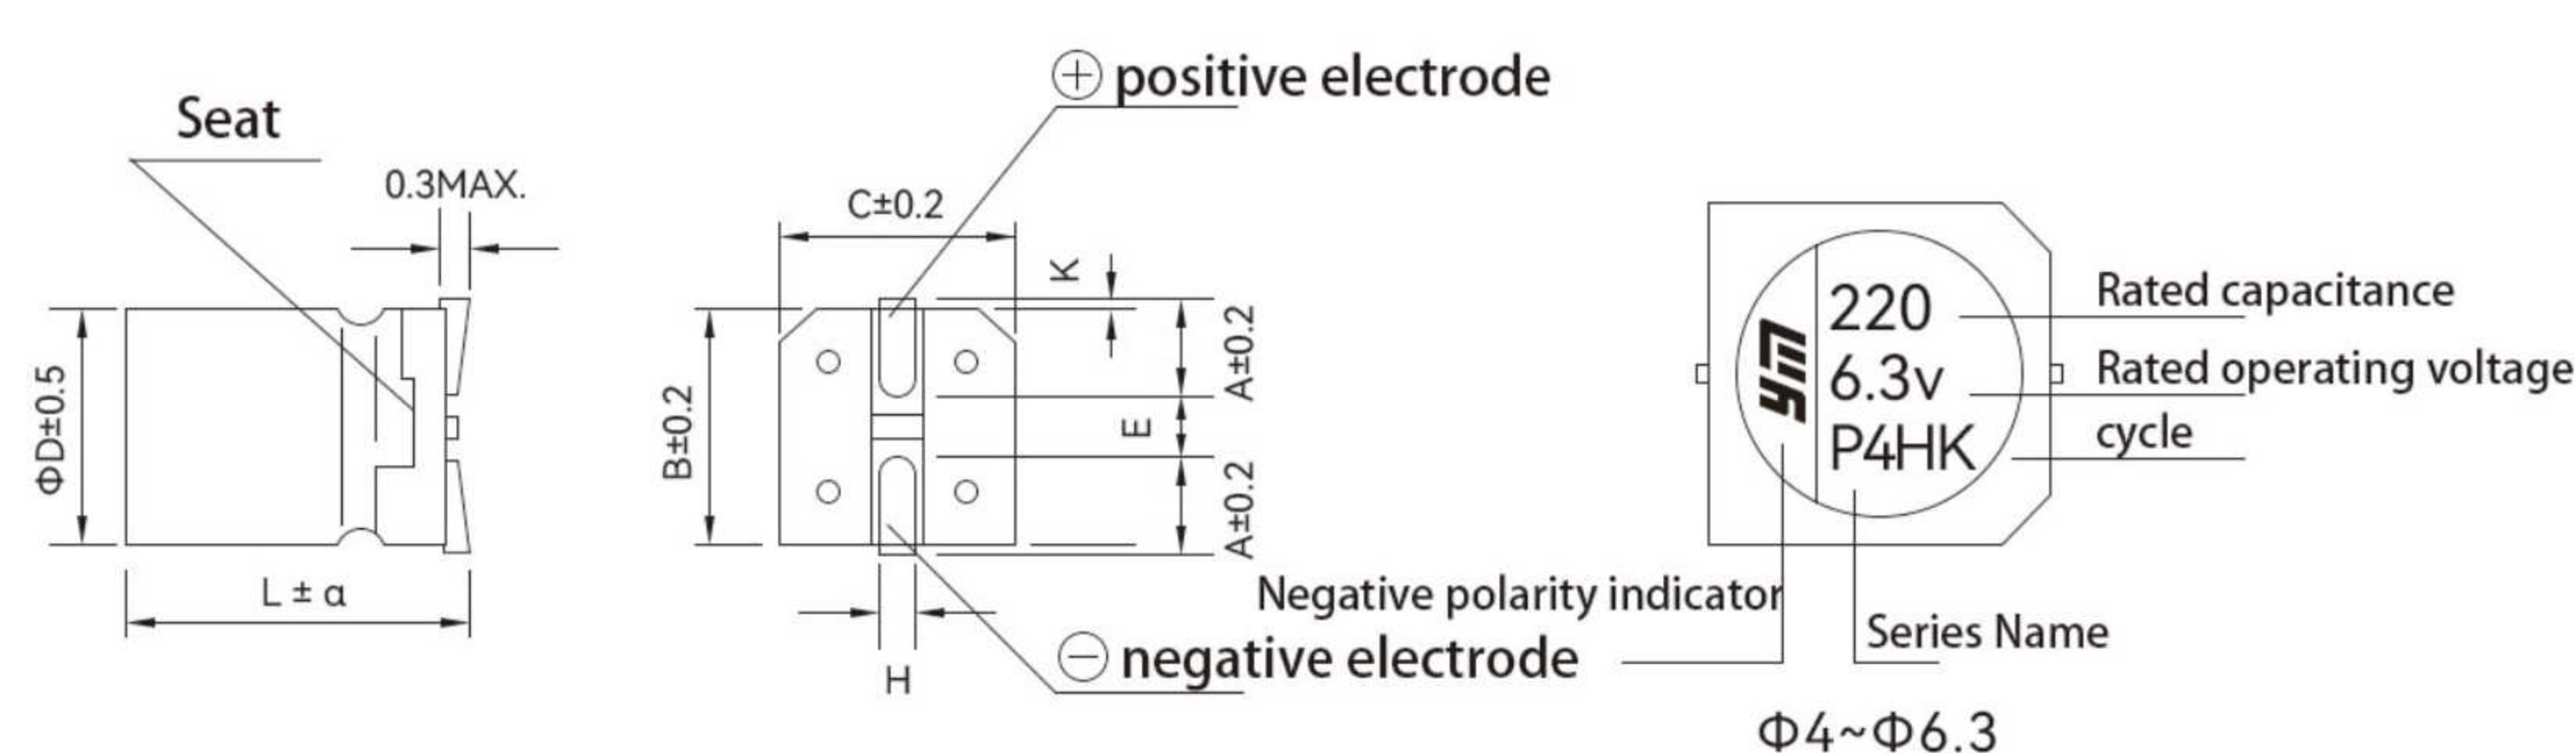 Seat
0.3MAX.
ΦD±0.5
L ± α
⊕ positive electrode
C±0.2
K
B±0.2
A±0.2
E
A±0.2
H
⊖ negative electrode
YM
220
6.3v
P4HK
Rated capacitance
Rated operating voltage
cycle
Negative polarity indicator
Series Name
Φ4~Φ6.3